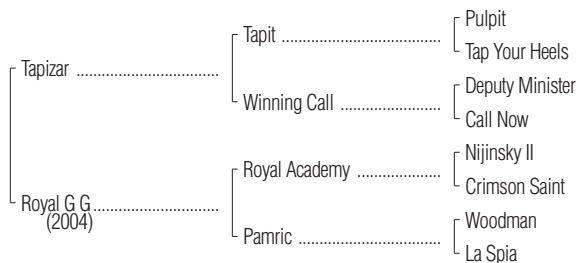 Pulpit
Tapit ........................................
Tap Your Heels
Tapizar ....................................
Deputy Minister
Winning Call .........................
Call Now
Nijinsky II
Royal Academy .....................
Crimson Saint
Royal G G ................................
(2004)
Woodman
Pamric ....................................
La Spia